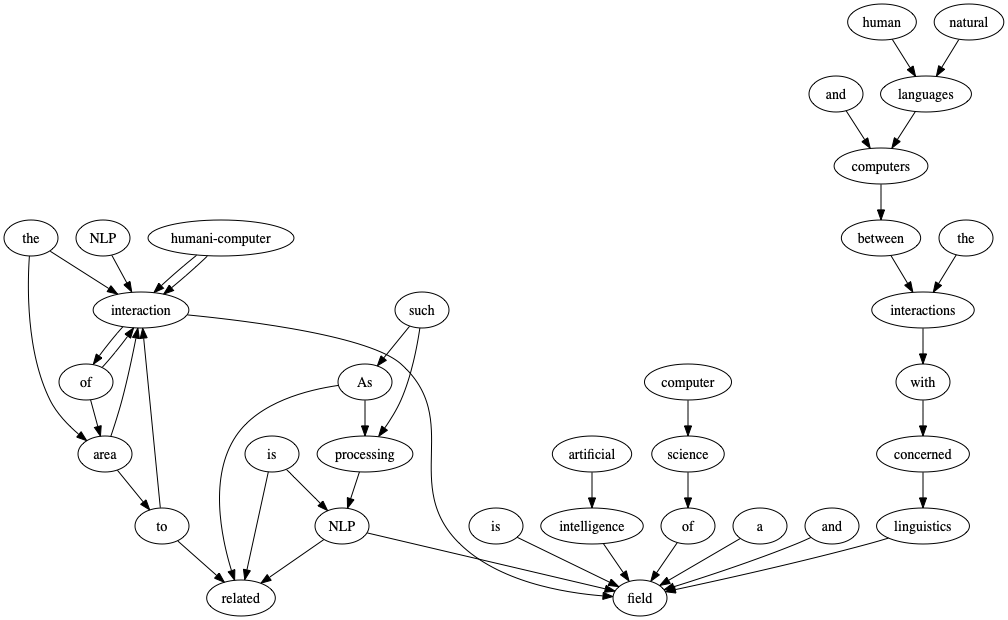 human natural
and languages
computers
the NLP humani-computer between the
interaction such interactions
of As computer with
area is processing artificial science concerned
to NLP is intelligence of a and linguistics
related field